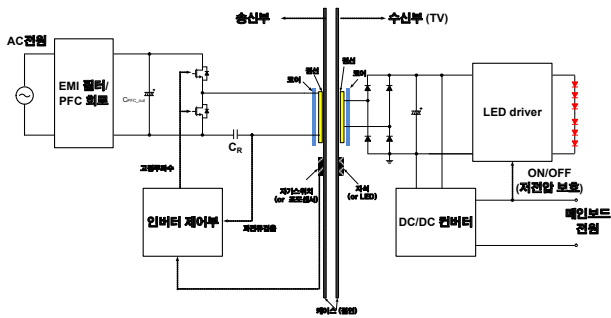 송신부
수신부 (TV)
AC전원
EMI 필터/
PFC 회로
CPFC_out
코어
권선
권선
코어
CR
고정주파수
인버터 제어부
과전류검출
자기스위치
(or 포토센서)
자석
(or LED)
LED driver
ON/OFF
(저전압 보호)
DC/DC 컨버터
메인보드
전원
케이스 (절연)